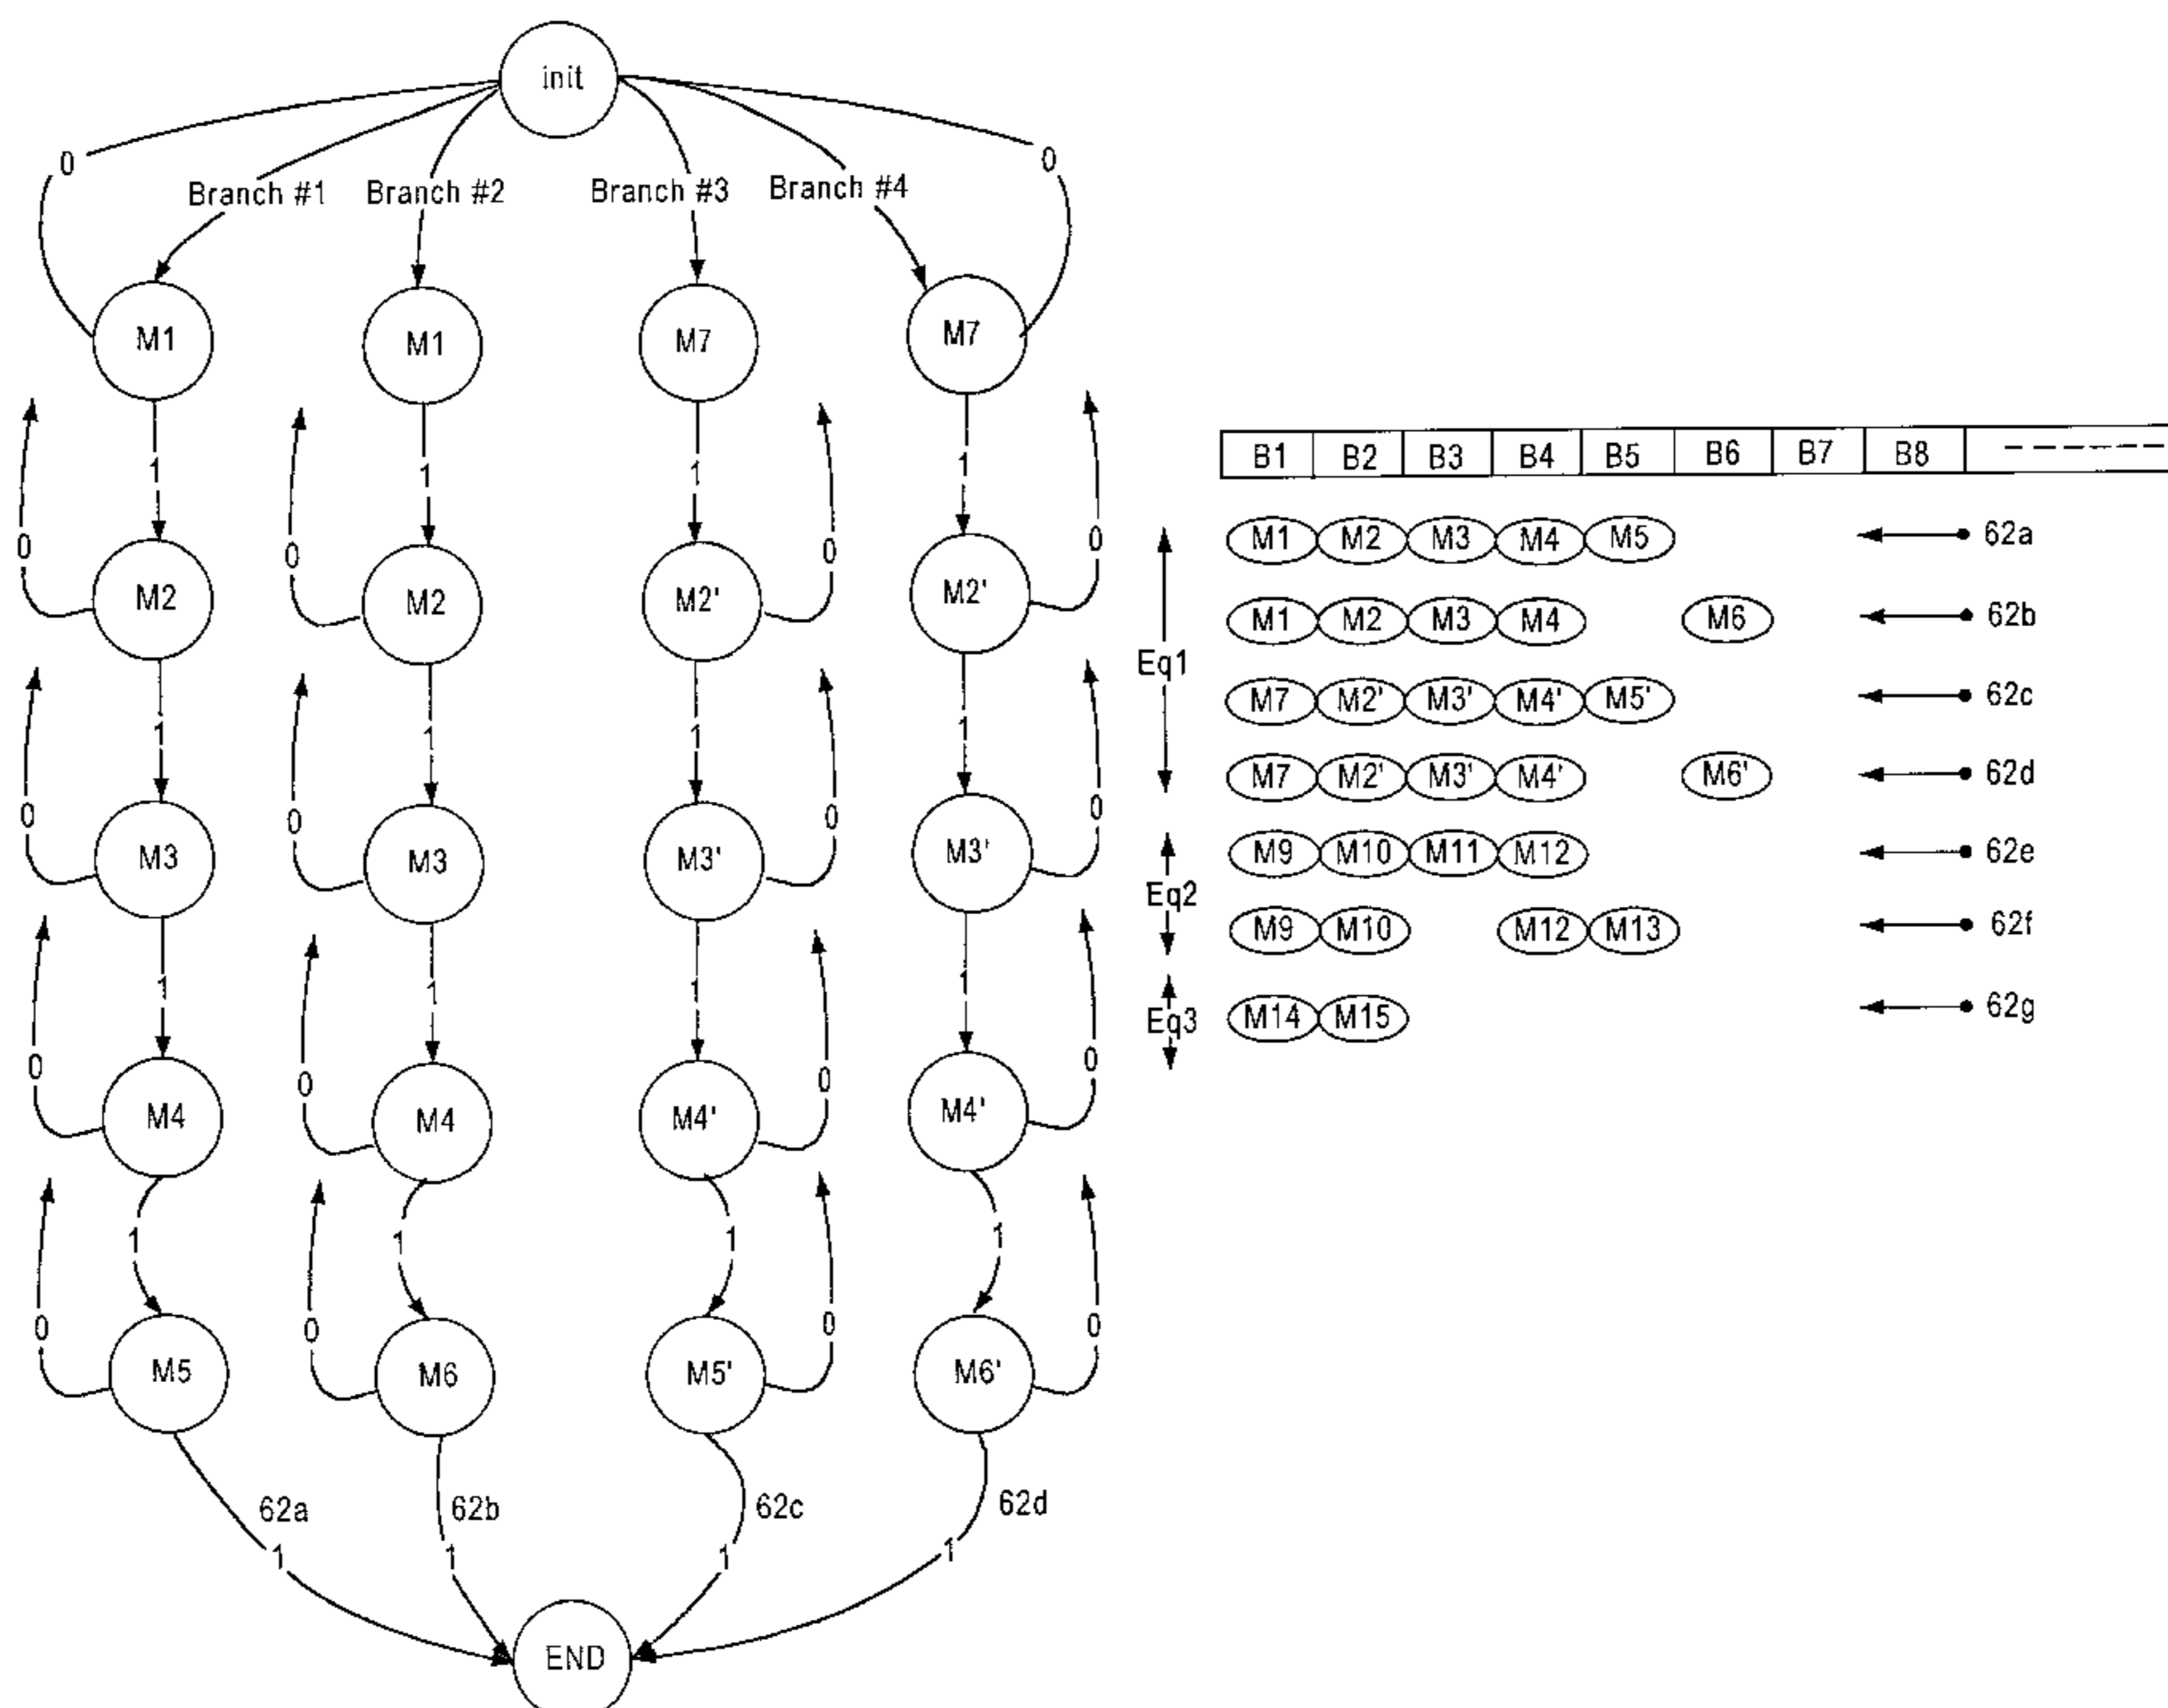 init
0
0
Branch #1 Branch #2 Branch #3 Branch #4
M1 M1 M7 M7
1 1 1 1
0 0 0 0
M2 M2 M2' M2'
1 1 1 1
0 0 0 0
M3 M3 M3' M3'
1 1 1 1
0 0 0 0
M4 M4 M4' M4'
1 1 1 1
0 0 0 0
M5 M6 M5' M6'
62a 62b 62c 62d
1 1 1 1
END
B1 B2 B3 B4 B5 B6 B7 B8
Eq1
M1 M2 M3 M4 M5 62a
M1 M2 M3 M4 M6 62b
M7 M2' M3' M4' M5' 62c
M7 M2' M3' M4' M6' 62d
Eq2
M9 M10 M11 M12 62e
M9 M10 M12 M13 62f
Eq3
M14 M15 62g